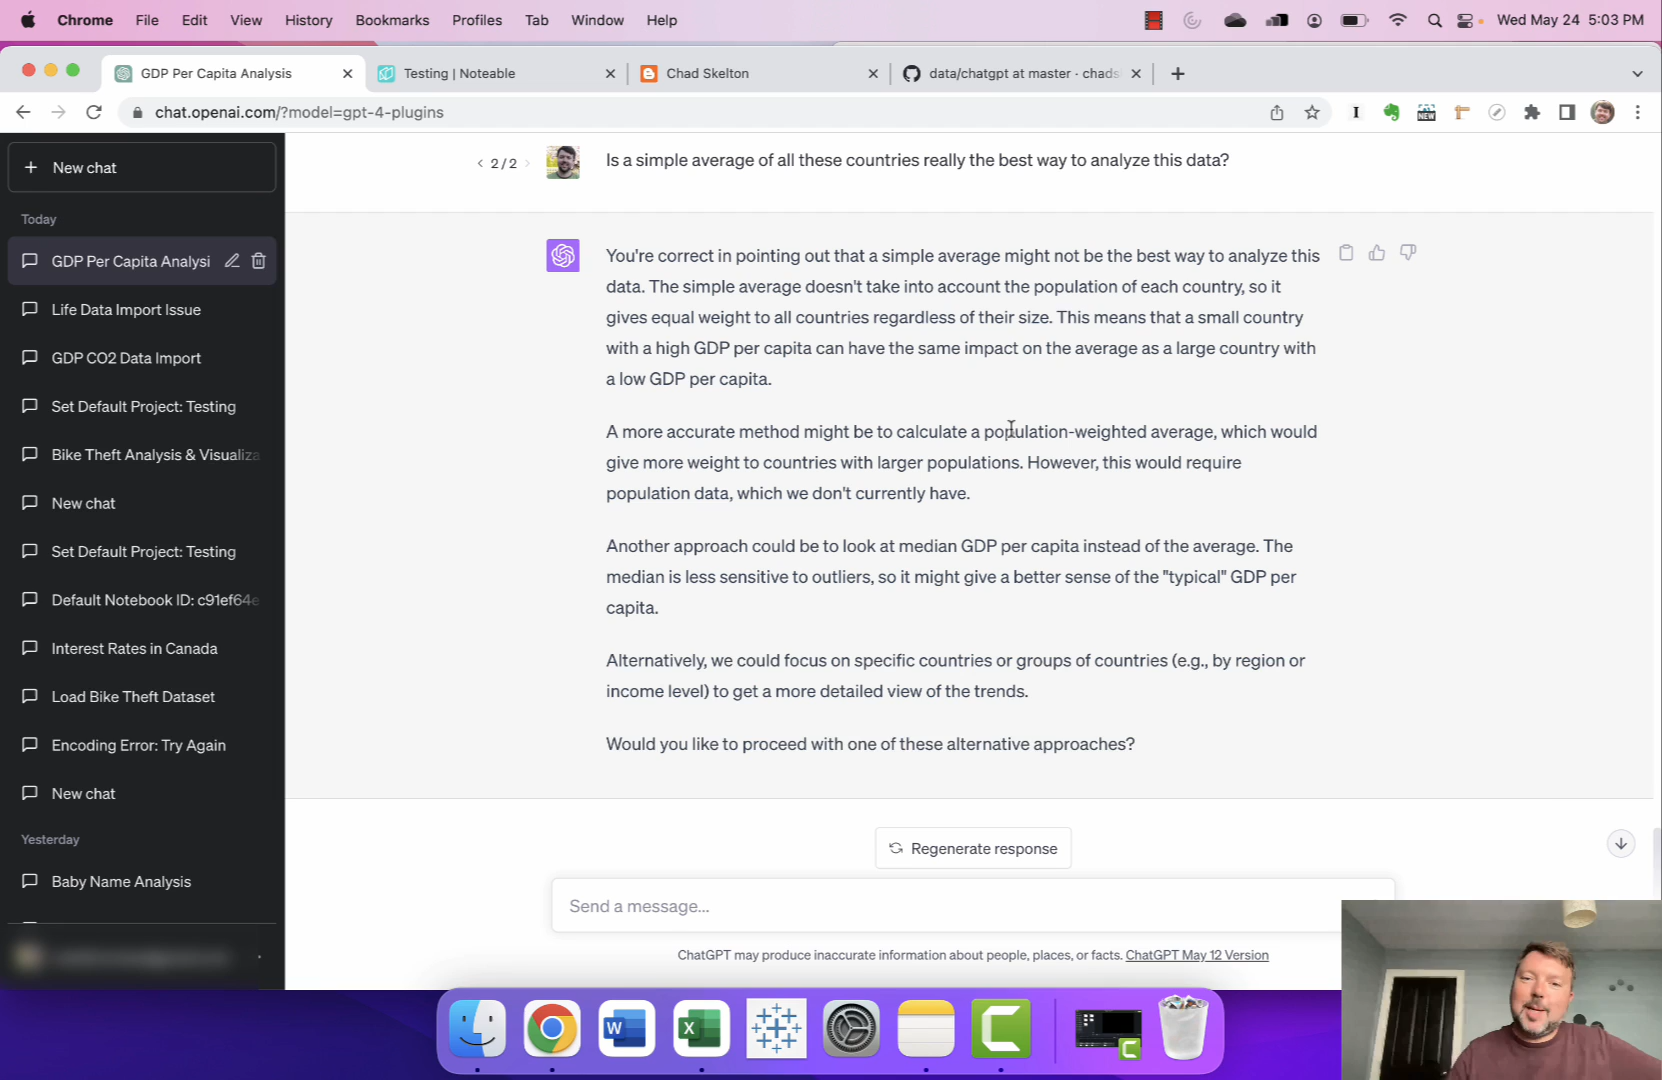 Chrome File Edit View History Bookmarks Profiles Tab Window Help Wed May 24 5:03 PM
GDP Per Capita Analysis Testing | Noteable Chad Skelton data/chatgpt at master · chads
chat.openai.com/?model=gpt-4-plugins
NEW
+ New chat
Today
GDP Per Capita Analysi
Life Data Import Issue
GDP CO2 Data Import
Set Default Project: Testing
Bike Theft Analysis & Visualiza
New chat
Set Default Project: Testing
Default Notebook ID: c91ef64e
Interest Rates in Canada
Load Bike Theft Dataset
Encoding Error: Try Again
New chat
Yesterday
Baby Name Analysis
< 2 / 2 >
Is a simple average of all these countries really the best way to analyze this data?
You're correct in pointing out that a simple average might not be the best way to analyze this
data. The simple average doesn't take into account the population of each country, so it
gives equal weight to all countries regardless of their size. This means that a small country
with a high GDP per capita can have the same impact on the average as a large country with
a low GDP per capita.
A more accurate method might be to calculate a population-weighted average, which would
give more weight to countries with larger populations. However, this would require
population data, which we don't currently have.
Another approach could be to look at median GDP per capita instead of the average. The
median is less sensitive to outliers, so it might give a better sense of the "typical" GDP per
capita.
Alternatively, we could focus on specific countries or groups of countries (e.g., by region or
income level) to get a more detailed view of the trends.
Would you like to proceed with one of these alternative approaches?
Regenerate response
Send a message...
ChatGPT may produce inaccurate information about people, places, or facts. ChatGPT May 12 Version
W
X
C